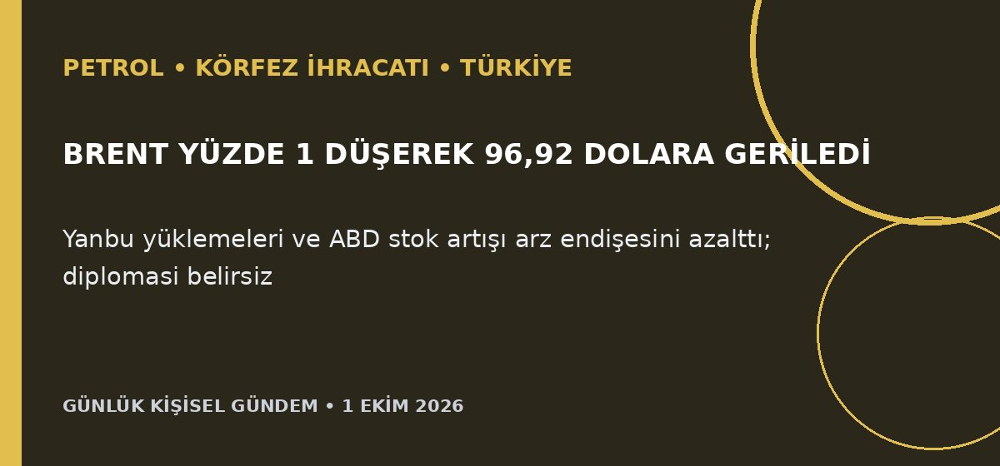 PETROL • KÖRFEZ İHRACATI • TÜRKİYE
BRENT YÜZDE 1 DÜŞEREK 96,92 DOLARA GERİLEDİ
Yanbu yüklemeleri ve ABD stok artışı arz endişesini azalttı;
diplomasi belirsiz
GÜNLÜK KİŞİSEL GÜNDEM • 1 EKİM 2026